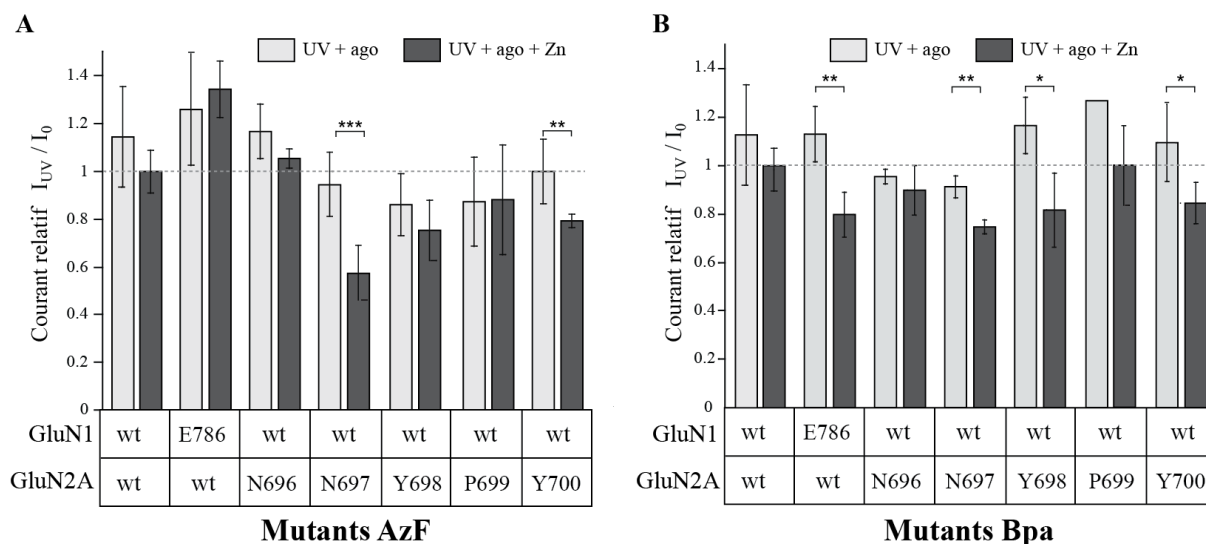 A
UV + ago
UV + ago + Zn
Courant relatif I_UV / I_0
1.4
1.2
1
0.8
0.6
0.4
0.2
0
***
**
GluN1 wt E786 wt wt wt wt wt
GluN2A wt wt N696 N697 Y698 P699 Y700
Mutants AzF
B
UV + ago
UV + ago + Zn
Courant relatif I_UV / I_0
1.4
1.2
1
0.8
0.6
0.4
0.2
0
**
**
*
*
wt E786 wt wt wt wt wt
wt wt N696 N697 Y698 P699 Y700
Mutants Bpa